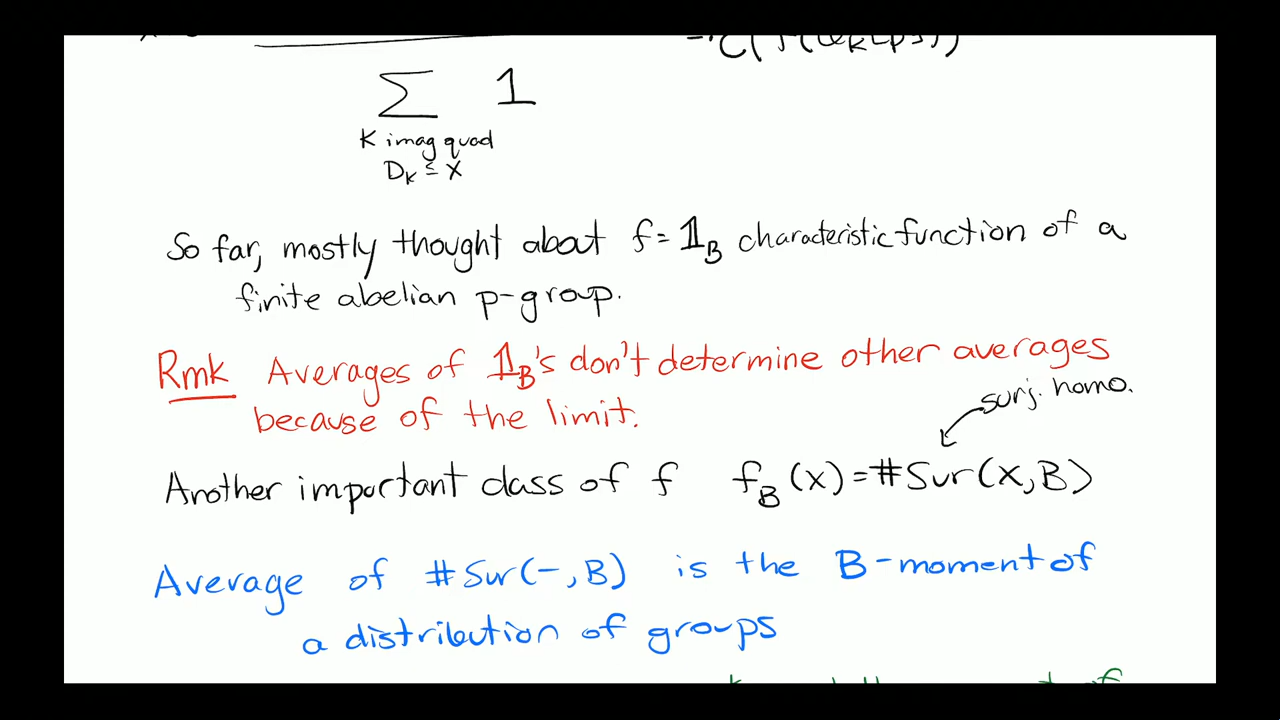 ∑ 1
K imag quad
D_K ≤ X
So far, mostly thought about f = 𝟙_B characteristic function of a
finite abelian p-group.
Rmk Averages of 𝟙_B's don't determine other averages
because of the limit.
surj. homo.
Another important class of f f_B(X) = #Sur(X, B)
Average of #Sur(-, B) is the B-moment of
a distribution of groups